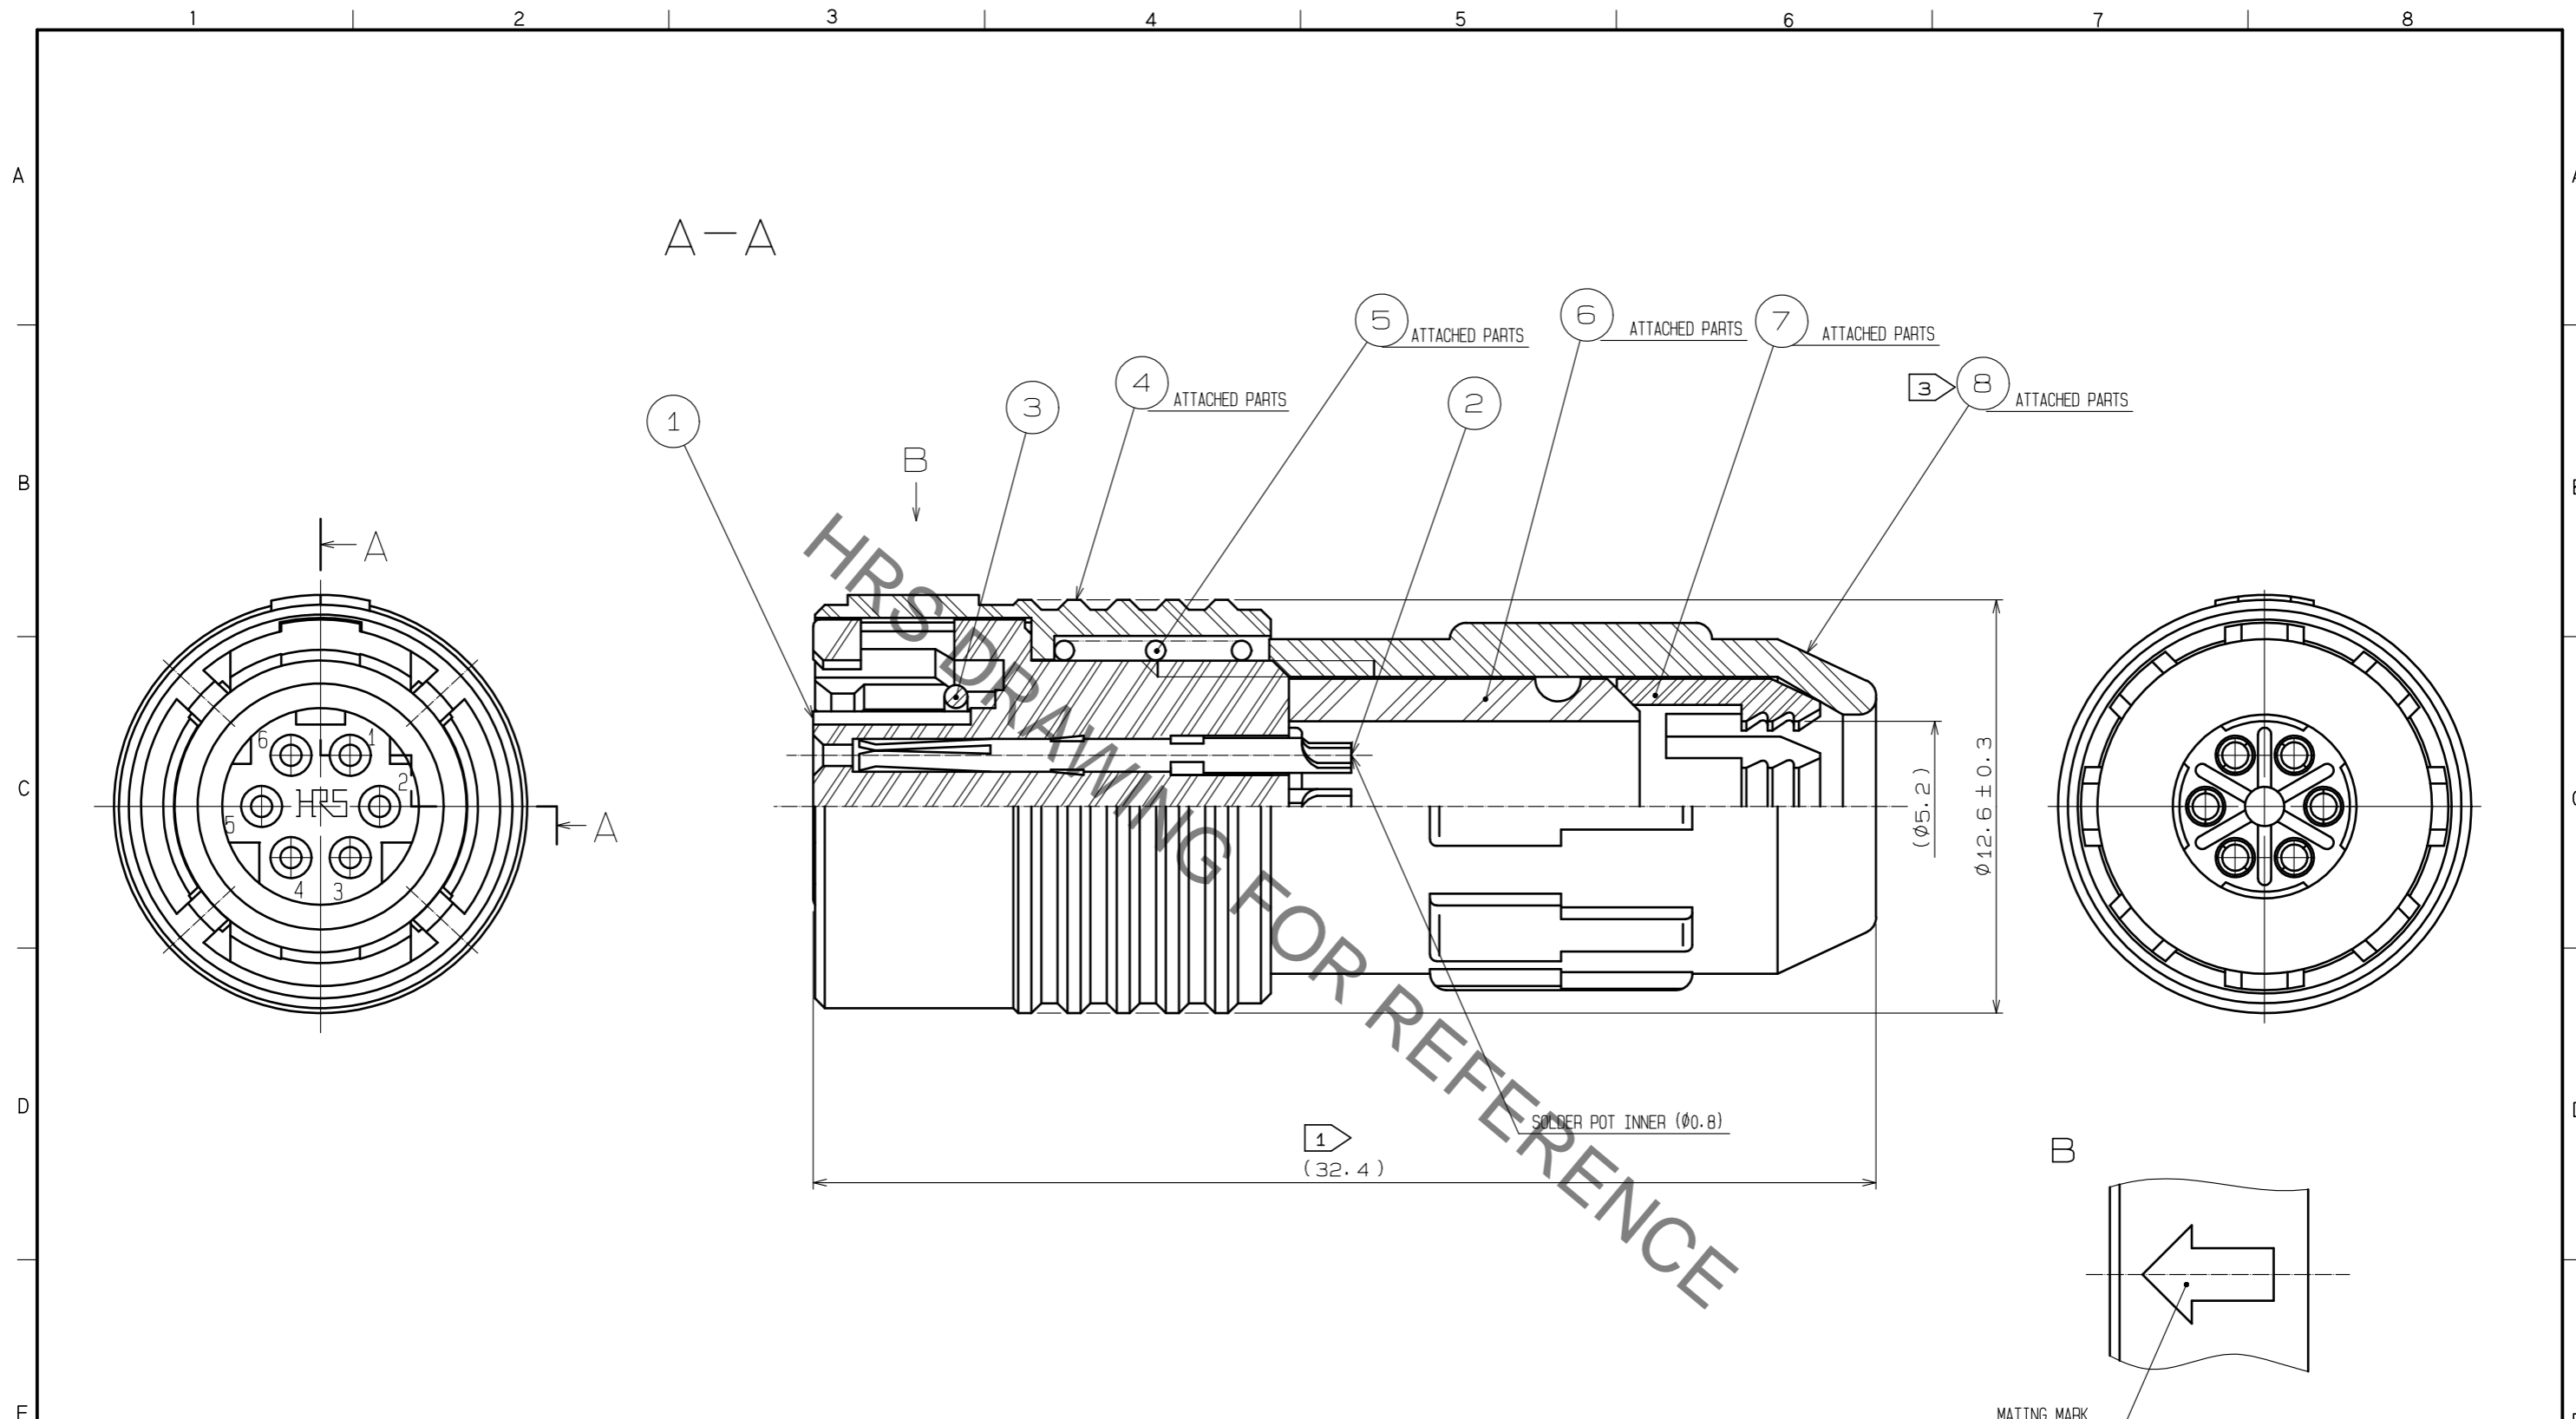 1 2 3 4 5 6 7 8
A
A—A
5 ATTACHED PARTS
6 ATTACHED PARTS
7 ATTACHED PARTS
4 ATTACHED PARTS
3 8 ATTACHED PARTS
1
3
2
B
B
A
HRS DRAWING FOR REFERENCE
6 1
5 HRS 2
4 3
A
C
(ø5.2)
ø12.6±0.3
D
SOLDER POT INNER (ø0.8)
1
(32.4)
B
E
MATING MARK